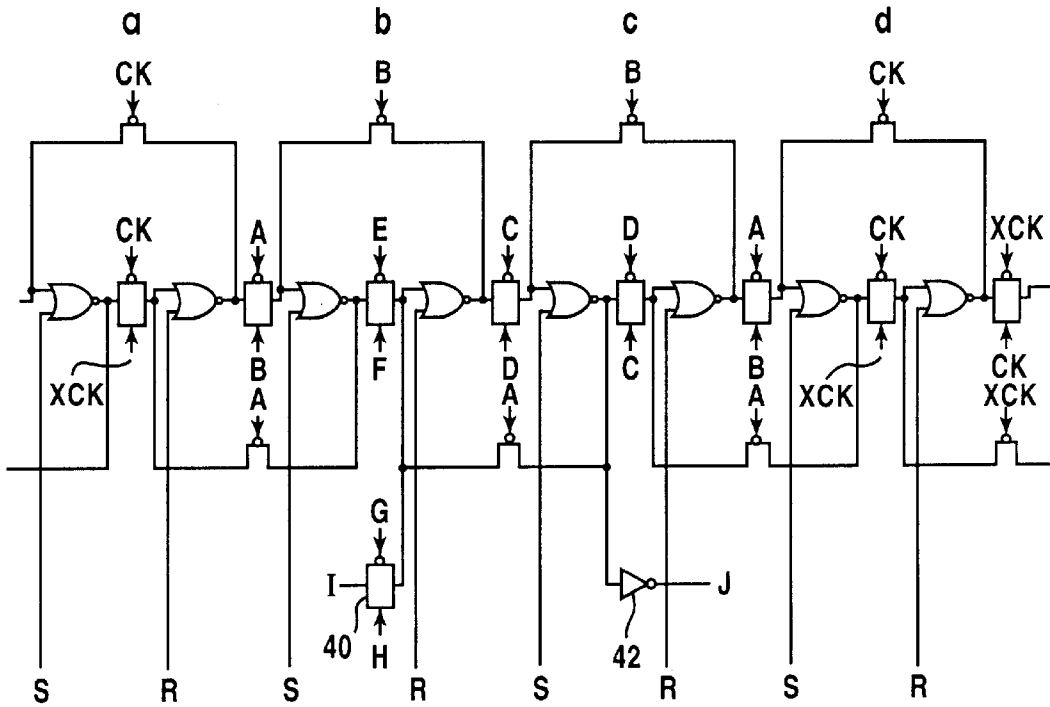 a b c d
CK B B CK
CK A E C D A CK XCK
XCK B F D C B XCK CK
A A A XCK
G
I J
40 H 42
S R S R S R S R